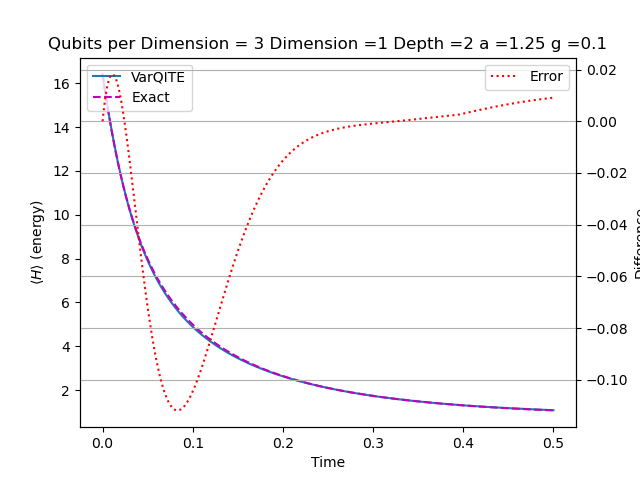 Qubits per Dimension = 3 Dimension =1 Depth =2 a =1.25 g =0.1
VarQITE
Exact
Error
16
14
12
10
8
6
4
2
⟨H⟩ (energy)
0.02
0.00
−0.02
−0.04
−0.06
−0.08
−0.10
Difference
0.0 0.1 0.2 0.3 0.4 0.5
Time